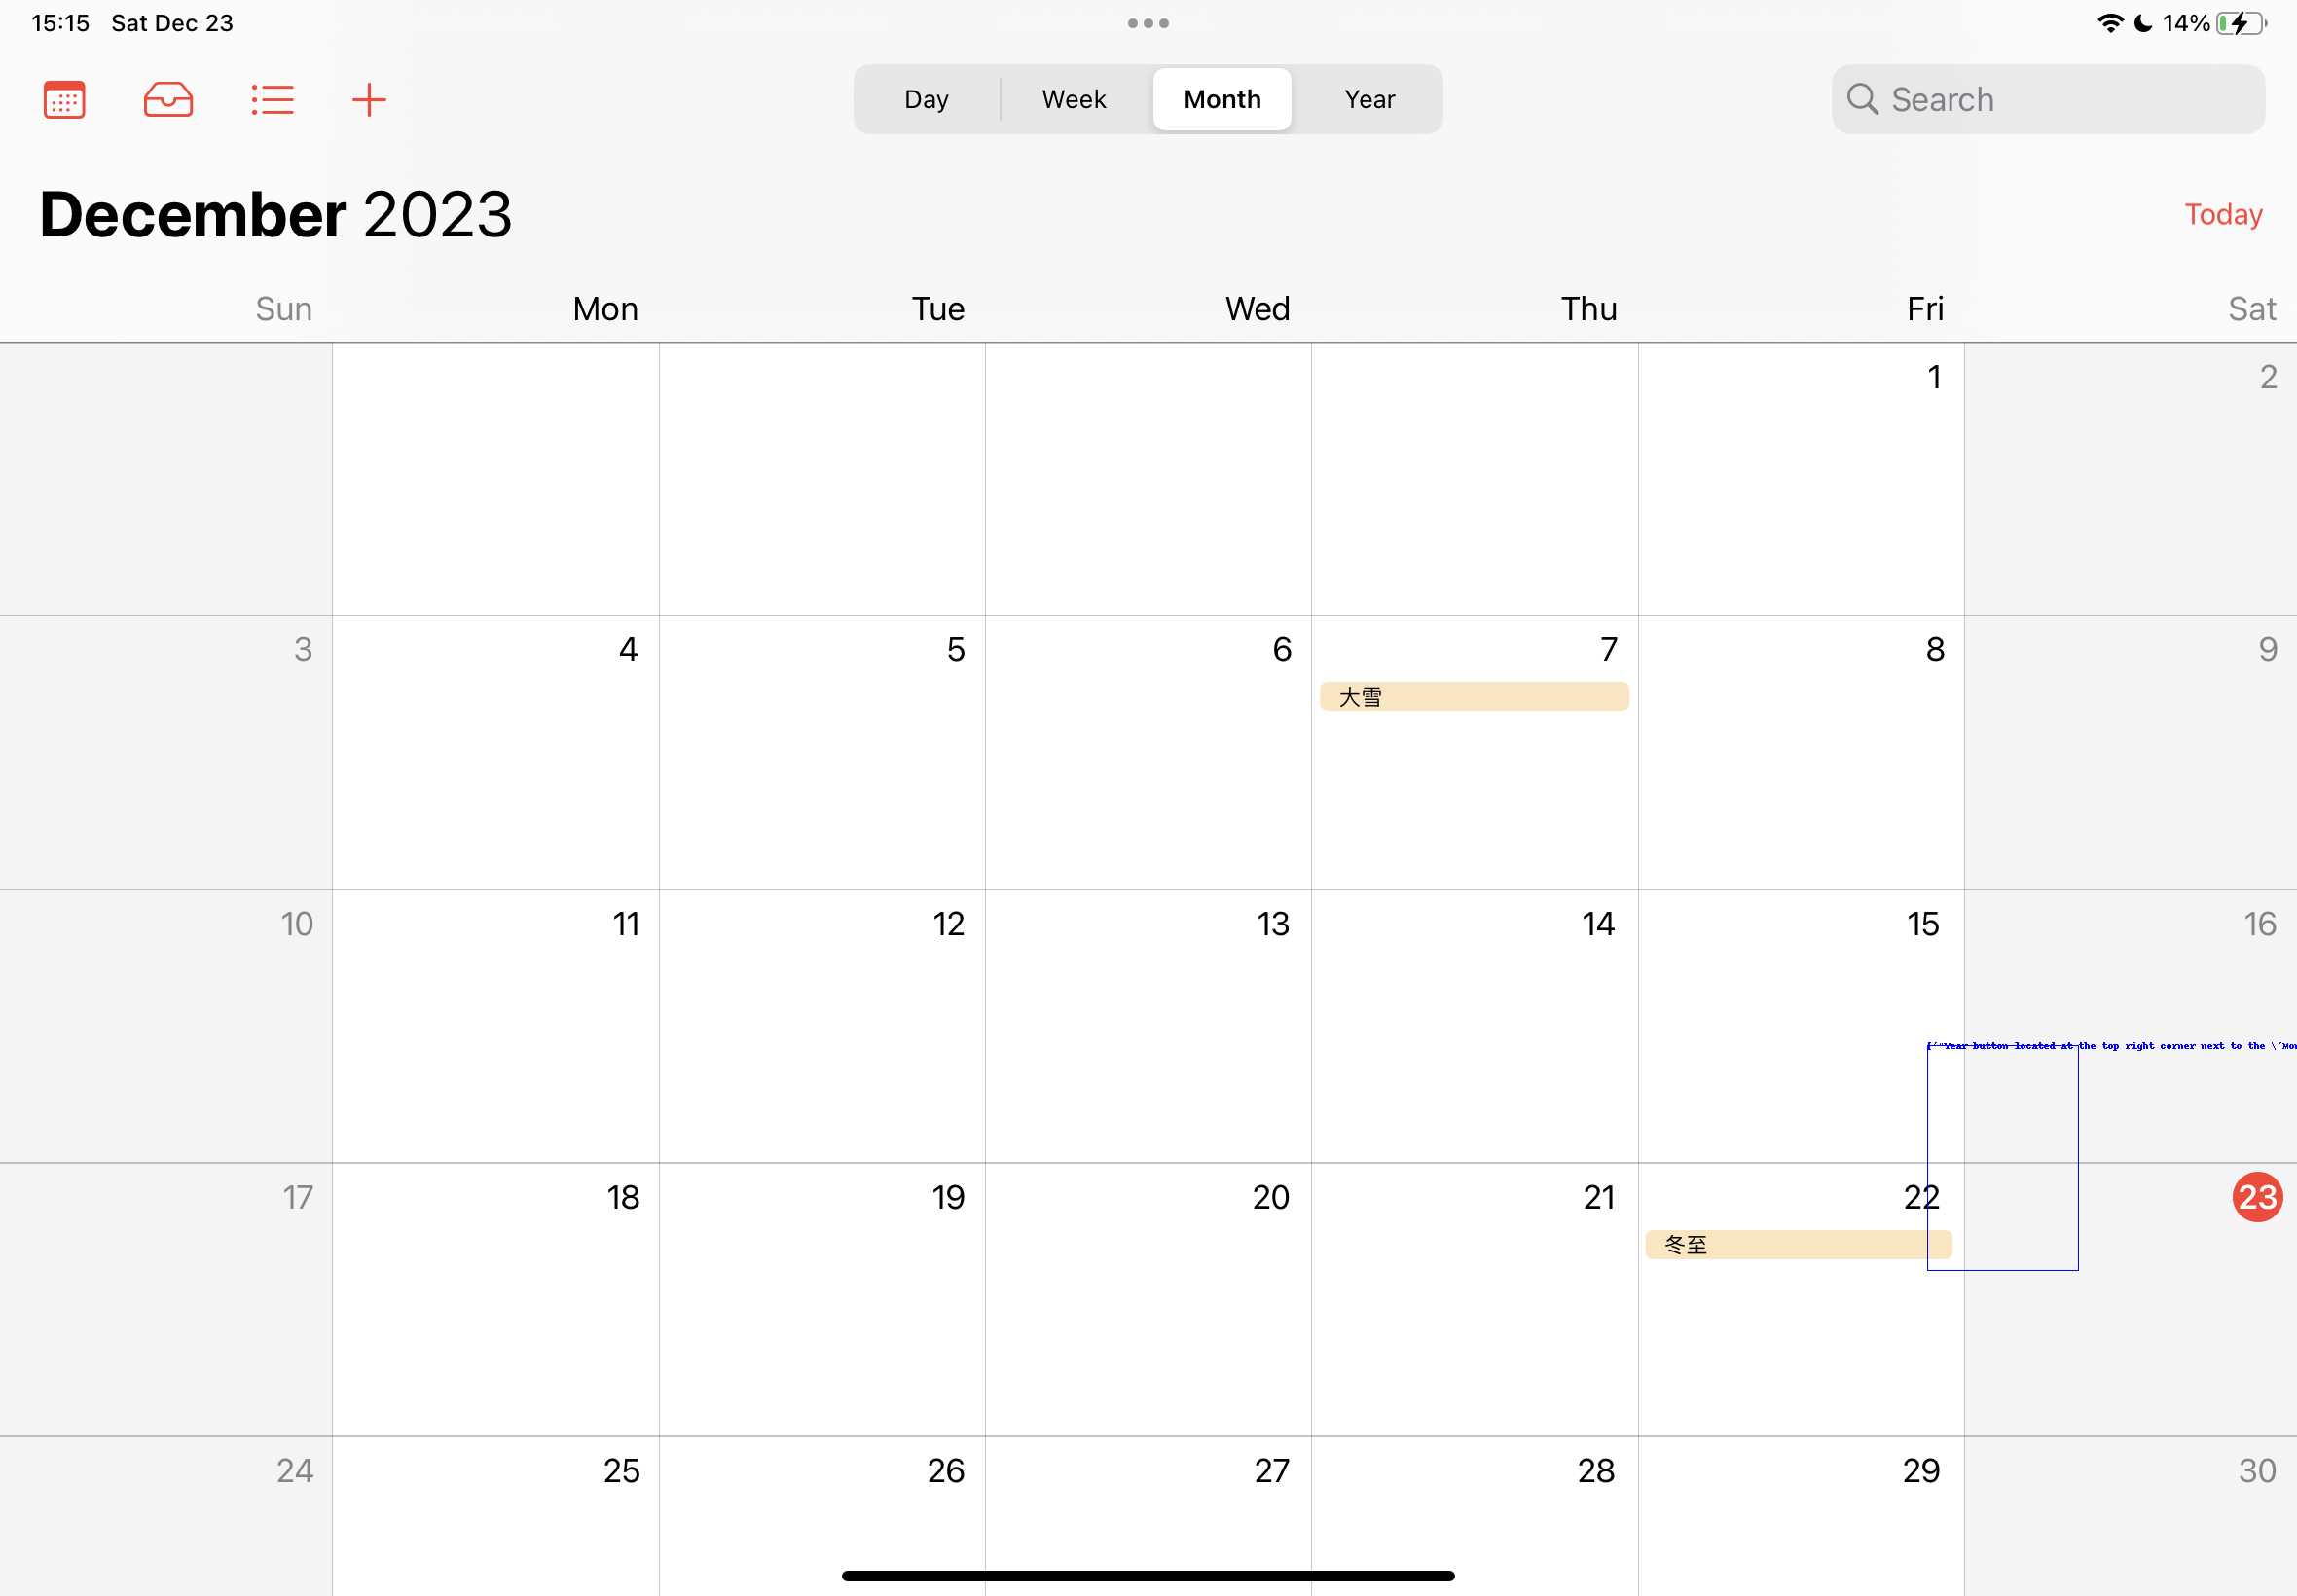 15:15 Sat Dec 23 14%
Day Week Month Year Search
December 2023 Today
Sun Mon Tue Wed Thu Fri Sat
1 2
3 4 5 6 7 8 9
大雪
10 11 12 13 14 15 16
['"Year button located at the top right corner next to the \'Mon
17 18 19 20 21 22 23
冬至
24 25 26 27 28 29 30